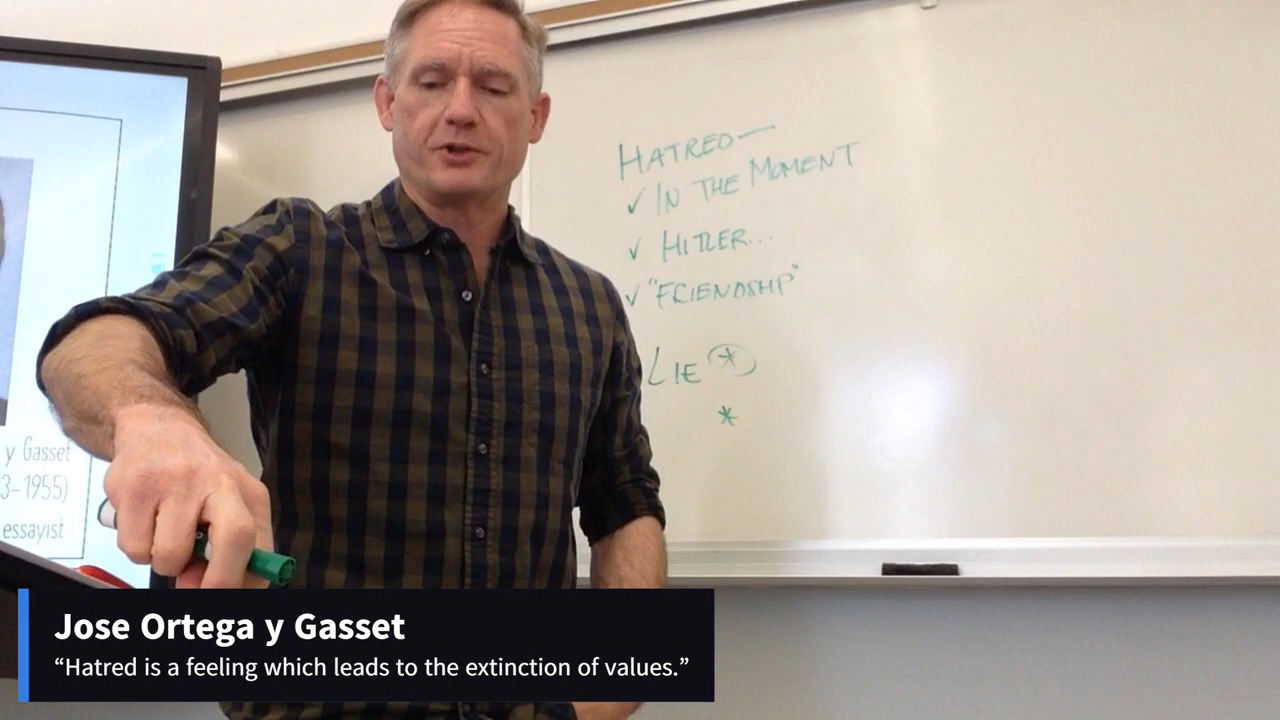 HATRED—
✓ IN THE MOMENT
✓ HITLER...
✓ "FRIENDSHIP"
LIE *
*
y Gasset
3–1955)
essayist
Jose Ortega y Gasset
“Hatred is a feeling which leads to the extinction of values.”